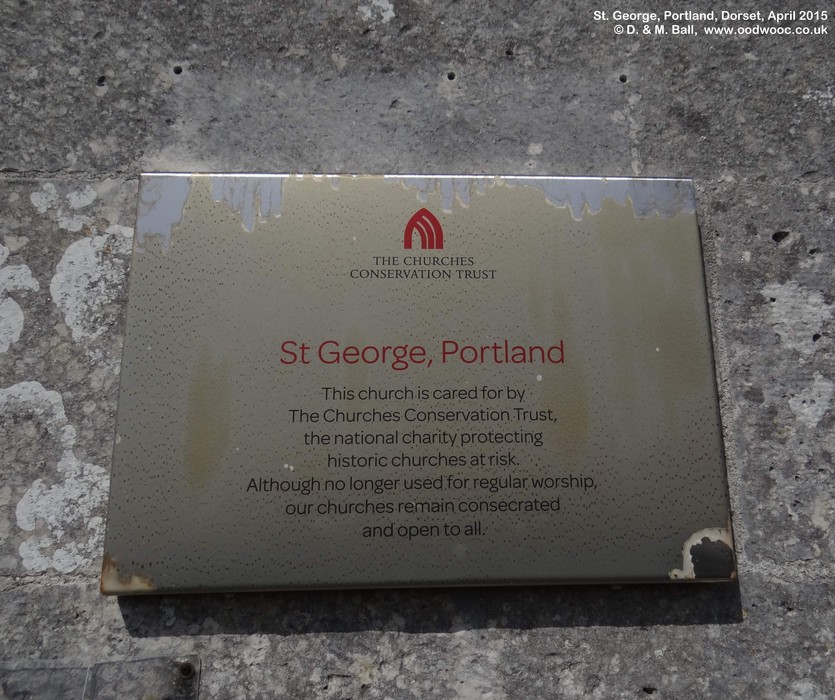 St. George, Portland, Dorset, April 2015
© D. & M. Ball, www.oodwooc.co.uk
THE CHURCHES
CONSERVATION TRUST
St George, Portland
This church is cared for by
The Churches Conservation Trust,
the national charity protecting
historic churches at risk.
Although no longer used for regular worship,
our churches remain consecrated
and open to all.